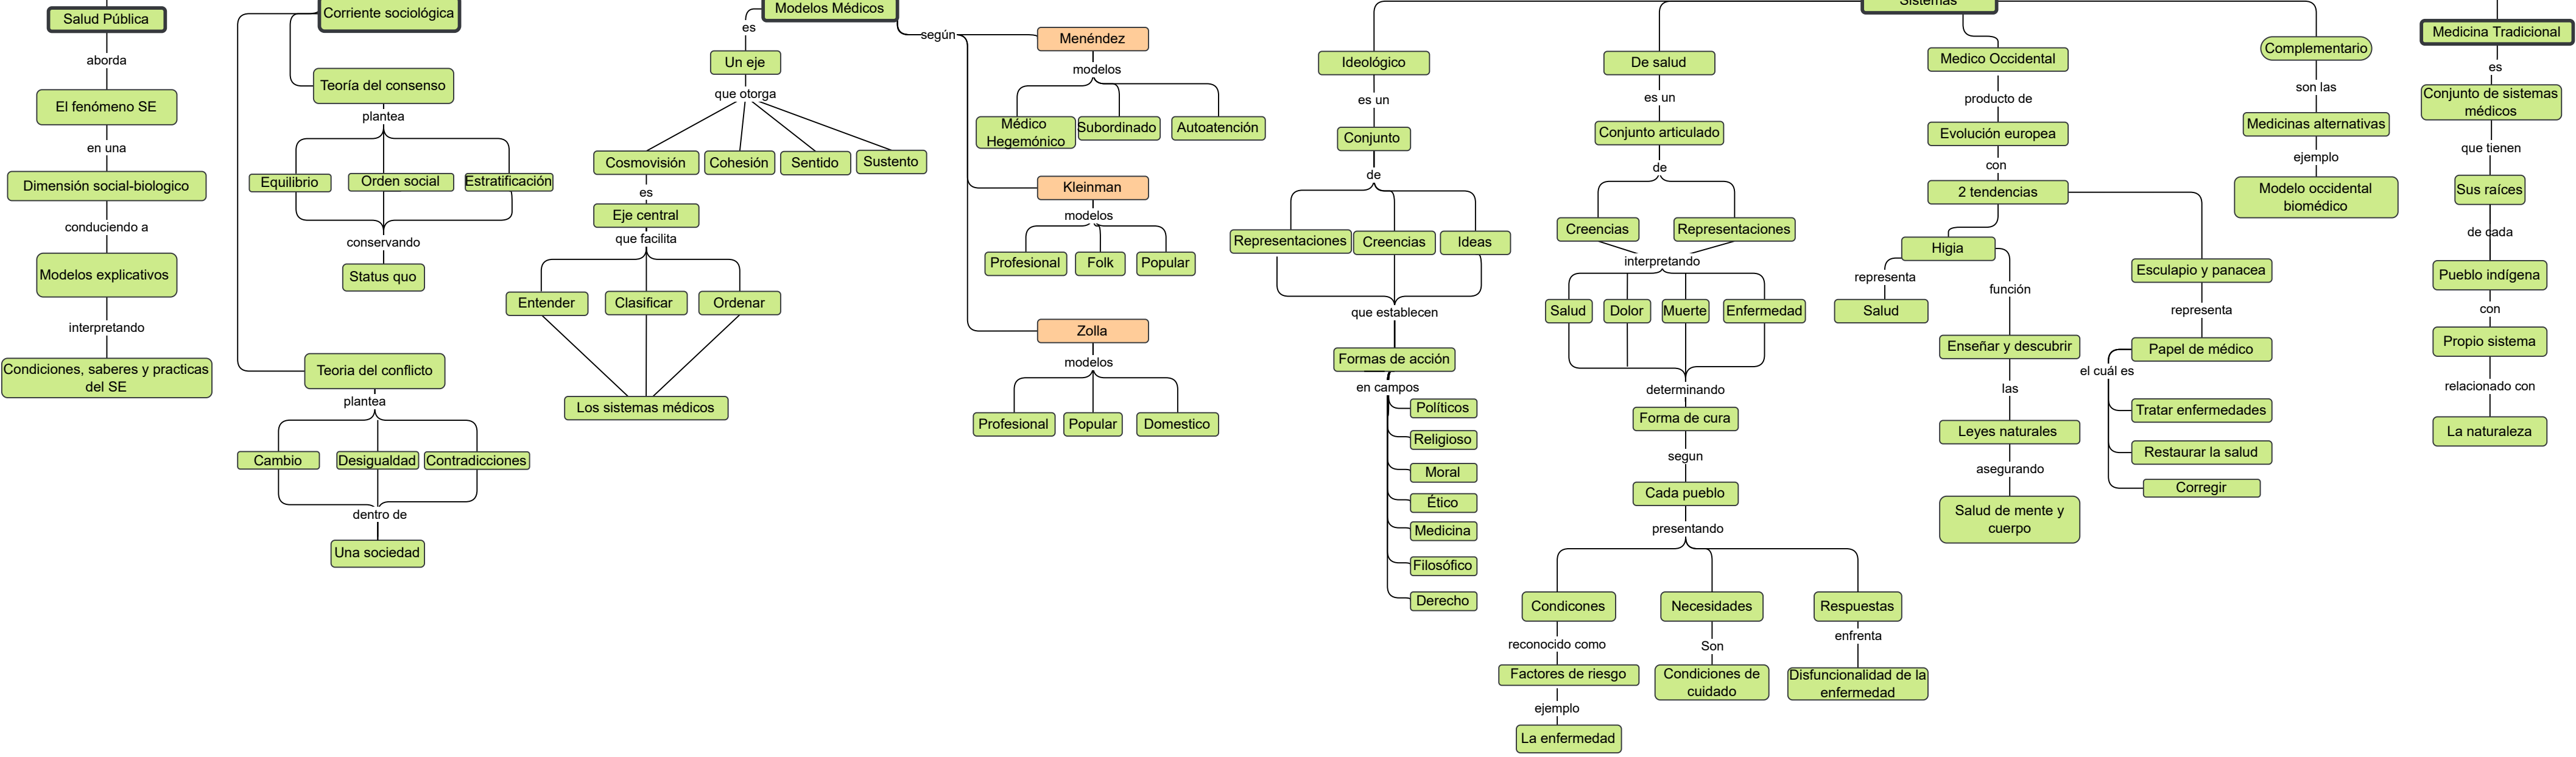 Salud Pública
aborda
El fenómeno SE
en una
Dimensión social-biologico
conduciendo a
Modelos explicativos
interpretando
Condiciones, saberes y practicas
del SE
Corriente sociológica
Teoría del consenso
plantea
Equilibrio
Orden social
Estratificación
conservando
Status quo
Teoria del conflicto
plantea
Cambio
Desigualdad
Contradicciones
dentro de
Una sociedad
Modelos Médicos
es
Un eje
que otorga
Cosmovisión
Cohesión
Sentido
Sustento
es
Eje central
que facilita
Entender
Clasificar
Ordenar
Los sistemas médicos
según
Menéndez
modelos
Médico
Hegemónico
Subordinado
Autoatención
Kleinman
modelos
Profesional
Folk
Popular
Zolla
modelos
Profesional
Popular
Domestico
Sistemas
Ideológico
es un
Conjunto
de
Representaciones
Creencias
Ideas
que establecen
Formas de acción
en campos
Políticos
Religioso
Moral
Ético
Medicina
Filosófico
Derecho
De salud
es un
Conjunto articulado
de
Creencias
Representaciones
interpretando
Salud
Dolor
Muerte
Enfermedad
determinando
Forma de cura
segun
Cada pueblo
presentando
Condicones
Necesidades
Respuestas
reconocido como
Son
enfrenta
Factores de riesgo
Condiciones de
cuidado
Disfuncionalidad de la
enfermedad
ejemplo
La enfermedad
Medico Occidental
producto de
Evolución europea
con
2 tendencias
Higia
representa
Salud
función
Enseñar y descubrir
las
Leyes naturales
asegurando
Salud de mente y
cuerpo
Esculapio y panacea
representa
Papel de médico
el cuál es
Tratar enfermedades
Restaurar la salud
Corregir
Complementario
son las
Medicinas alternativas
ejemplo
Modelo occidental
biomédico
Medicina Tradicional
es
Conjunto de sistemas
médicos
que tienen
Sus raíces
de cada
Pueblo indígena
con
Propio sistema
relacionado con
La naturaleza